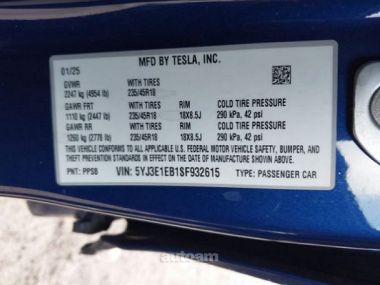 MFD BY TESLA, INC.
01/25
GVWR WITH TIRES
2247 kg (4954 lb) 235/45R18
GAWR FRT WITH TIRES RIM COLD TIRE PRESSURE
1110 kg (2447 lb) 235/45R18 18X8.5J 290 kPa, 42 psi
GAWR RR WITH TIRES RIM COLD TIRE PRESSURE
1260 kg (2778 lb) 235/45R18 18X8.5J 290 kPa, 42 psi
THIS VEHICLE CONFORMS TO ALL APPLICABLE U.S. FEDERAL MOTOR VEHICLE SAFETY, BUMPER, AND
THEFT PREVENTION STANDARDS IN EFFECT ON THE DATE OF MANUFACTURE SHOWN ABOVE.
PNT: PPSB VIN: 5YJ3E1EB1SF932615 TYPE: PASSENGER CAR
autoam